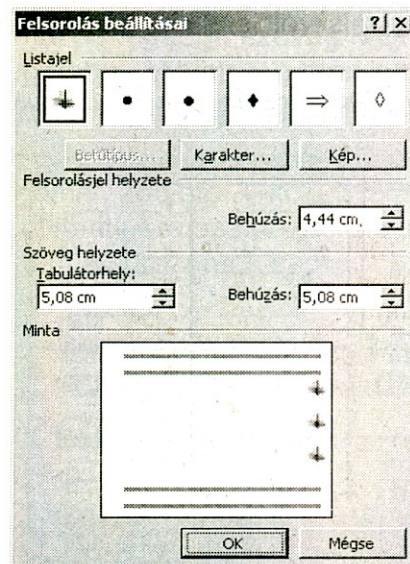 Felsorolás beállításai
Listajel
Betűtípus... Karakter... Kép...
Felsorolásjel helyzete
Behúzás: 4,44 cm
Szöveg helyzete
Tabulátorhely:
5,08 cm Behúzás: 5,08 cm
Minta
OK Mégse